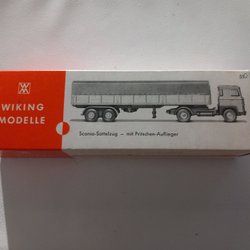 WIKING
MODELLE
Scania-Sattelzug – mit Pritschen-Auflieger